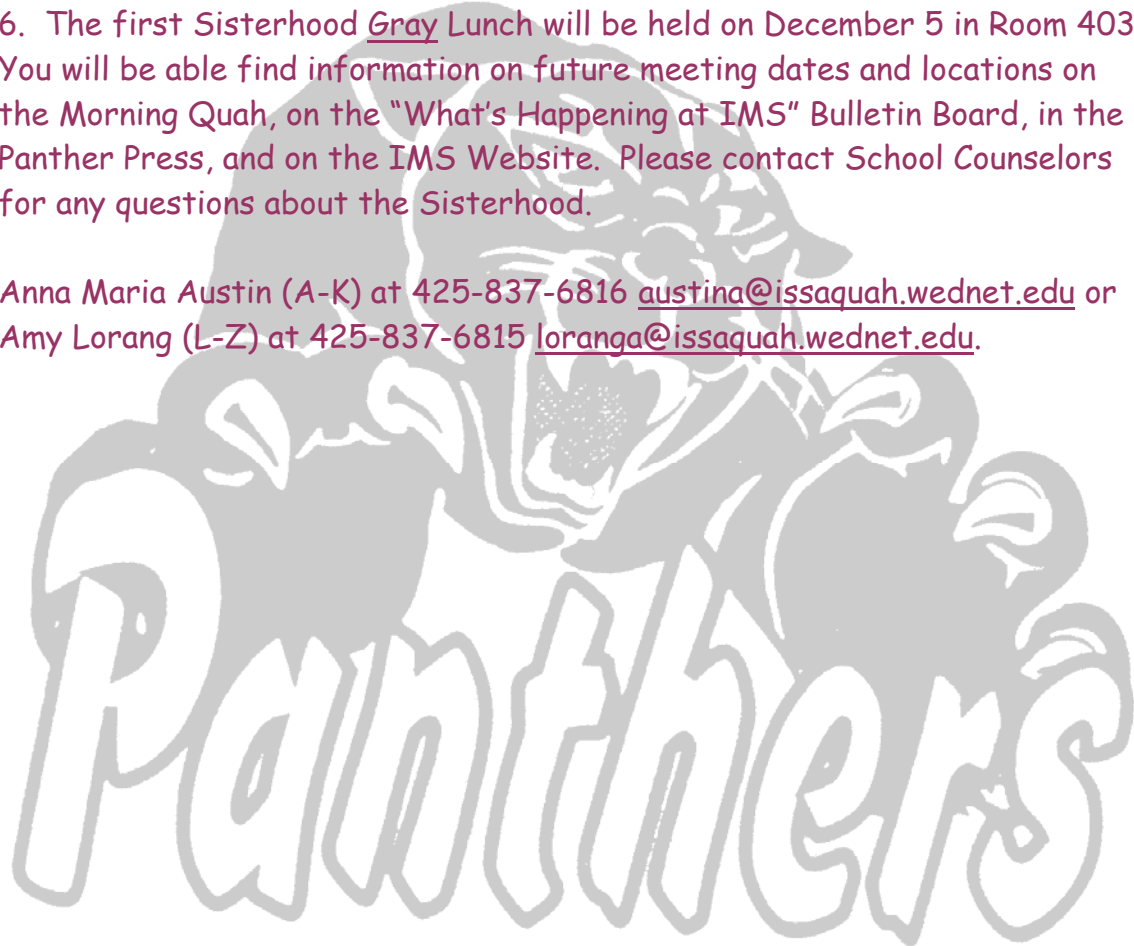 6. The first Sisterhood Gray Lunch will be held on December 5 in Room 403
You will be able find information on future meeting dates and locations on
the Morning Quah, on the “What’s Happening at IMS” Bulletin Board, in the
Panther Press, and on the IMS Website. Please contact School Counselors
for any questions about the Sisterhood.
Anna Maria Austin (A-K) at 425-837-6816 austina@issaquah.wednet.edu or
Amy Lorang (L-Z) at 425-837-6815 loranga@issaquah.wednet.edu.
Panthers